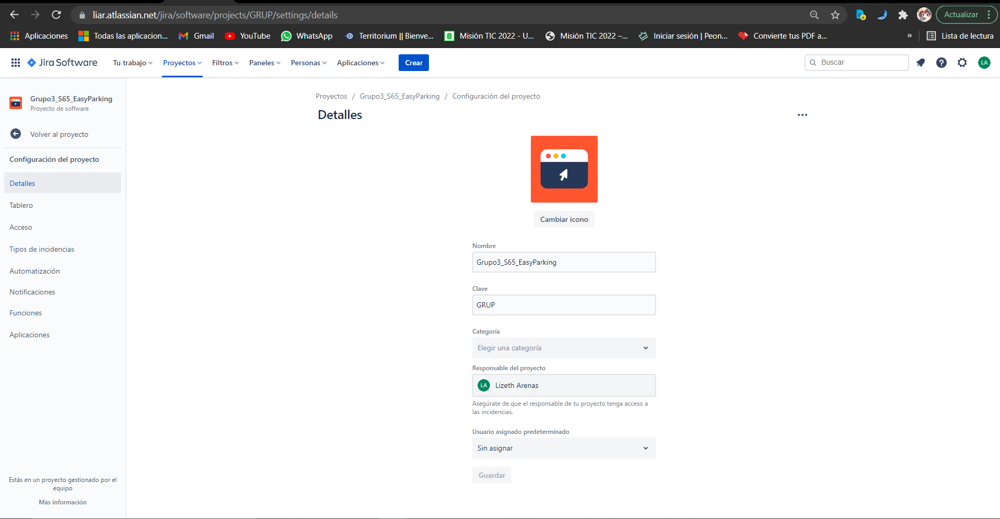 liar.atlassian.net/jira/software/projects/GRUP/settings/details
Actualizar
Aplicaciones
Todas las aplicacion...
Gmail
YouTube
WhatsApp
Territorium || Bienve...
Misión TIC 2022 - U...
Misión TIC 2022 –...
Iniciar sesión | Peon...
Convierte tus PDF a...
»
Lista de lectura
Jira Software
Tu trabajo
Proyectos
Filtros
Paneles
Personas
Aplicaciones
Crear
Buscar
LA
Grupo3_S65_EasyParking
Proyecto de software
Volver al proyecto
Configuración del proyecto
Detalles
Tablero
Acceso
Tipos de incidencias
Automatización
Notificaciones
Funciones
Aplicaciones
Estás en un proyecto gestionado por el
equipo
Más información
Proyectos / Grupo3_S65_EasyParking / Configuración del proyecto
Detalles
Cambiar icono
Nombre
Grupo3_S65_EasyParking
Clave
GRUP
Categoría
Elegir una categoría
Responsable del proyecto
LA Lizeth Arenas
Asegúrate de que el responsable de tu proyecto tenga acceso a
las incidencias.
Usuario asignado predeterminado
Sin asignar
Guardar